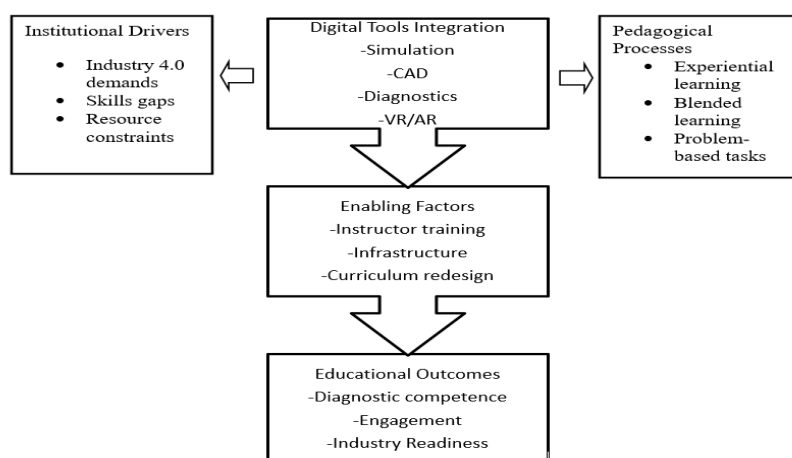 Institutional Drivers
• Industry 4.0
demands
• Skills gaps
• Resource
constraints
Digital Tools Integration
-Simulation
-CAD
-Diagnostics
-VR/AR
Pedagogical
Processes
• Experiential
learning
• Blended
learning
• Problem-
based tasks
Enabling Factors
-Instructor training
-Infrastructure
-Curriculum redesign
Educational Outcomes
-Diagnostic competence
-Engagement
-Industry Readiness